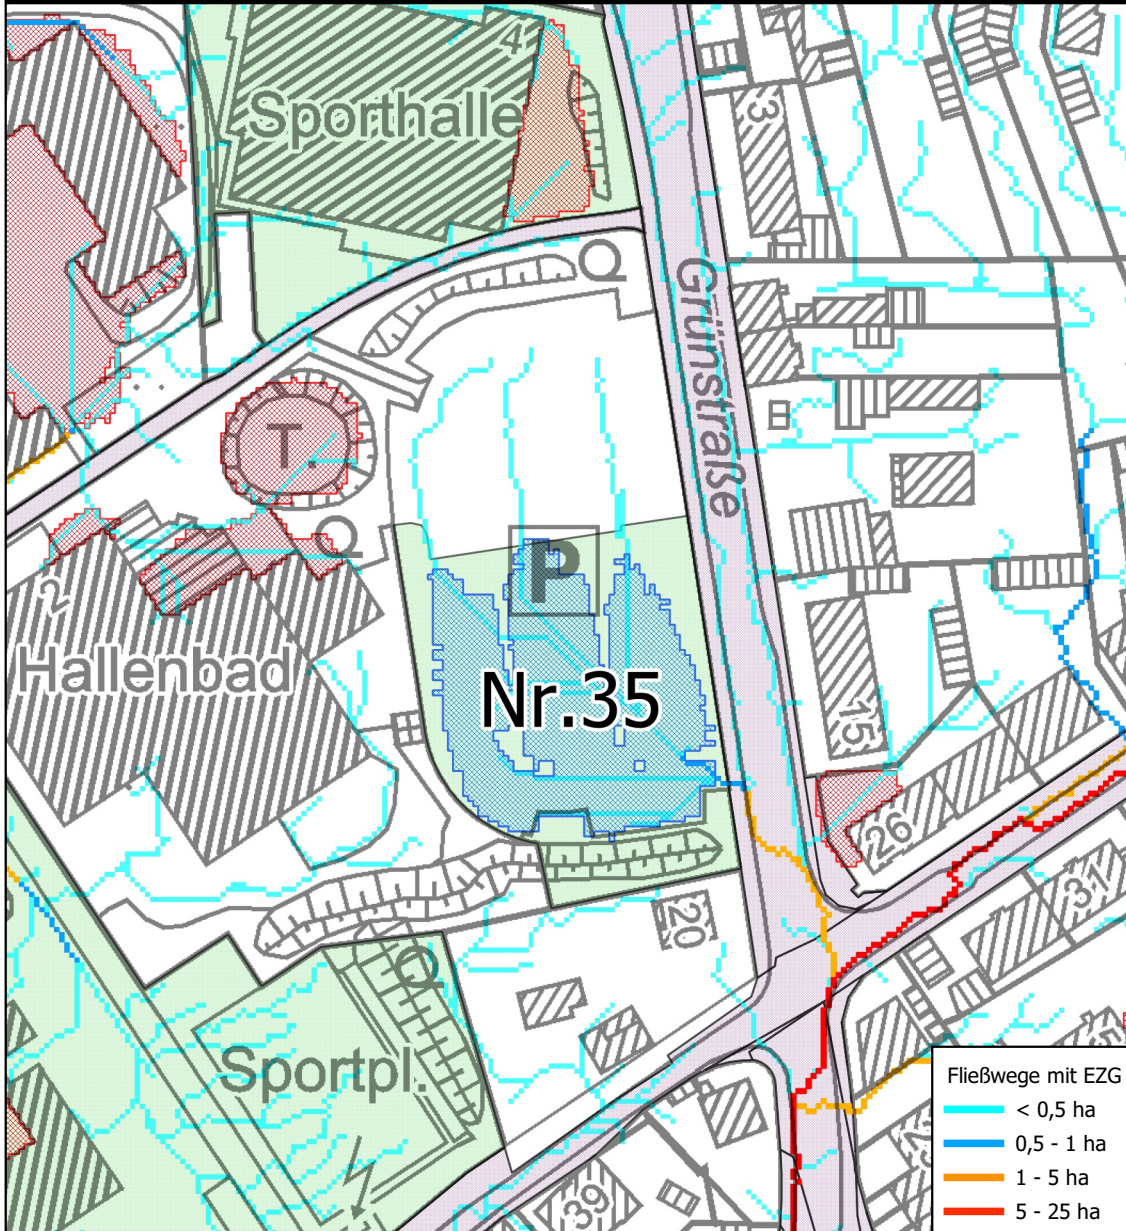 4
Sporthalle
3
Grünstraße
T.
P
2
Hallenbad
Nr.35
15
26
31
20
Sportpl.
39
Fließwege mit EZG
< 0,5 ha
0,5 - 1 ha
1 - 5 ha
5 - 25 ha